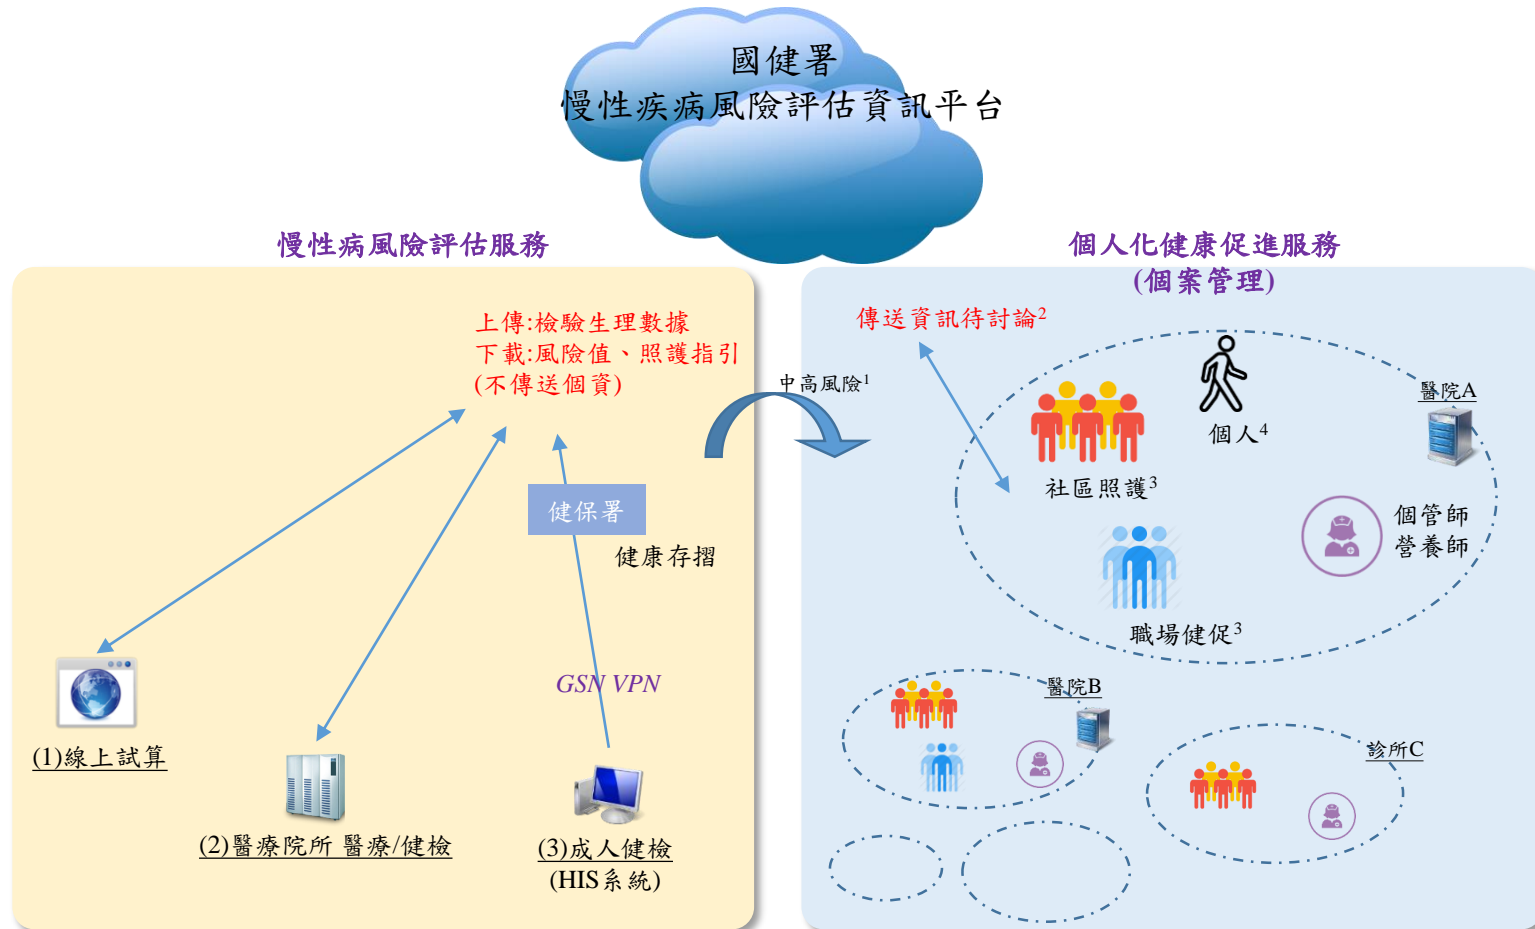 國健署
慢性疾病風險評估資訊平台
慢性病風險評估服務
上傳:檢驗生理數據
下載:風險值、照護指引
(不傳送個資)
健保署
健康存摺
GSN VPN
(1)線上試算
(2)醫療院所 醫療/健檢
(3)成人健檢
(HIS系統)
中高風險¹
個人化健康促進服務
(個案管理)
傳送資訊待討論²
個人⁴
醫院A
社區照護³
個管師
營養師
職場健促³
醫院B
診所C